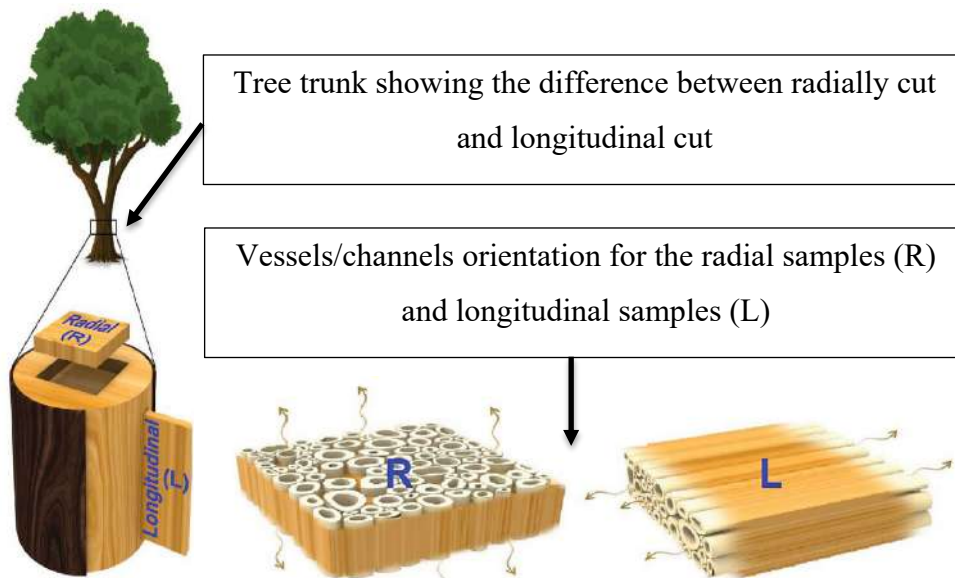 Tree trunk showing the difference between radially cut
and longitudinal cut
Vessels/channels orientation for the radial samples (R)
and longitudinal samples (L)
Radial
(R)
Longitudinal
(L)
R
L